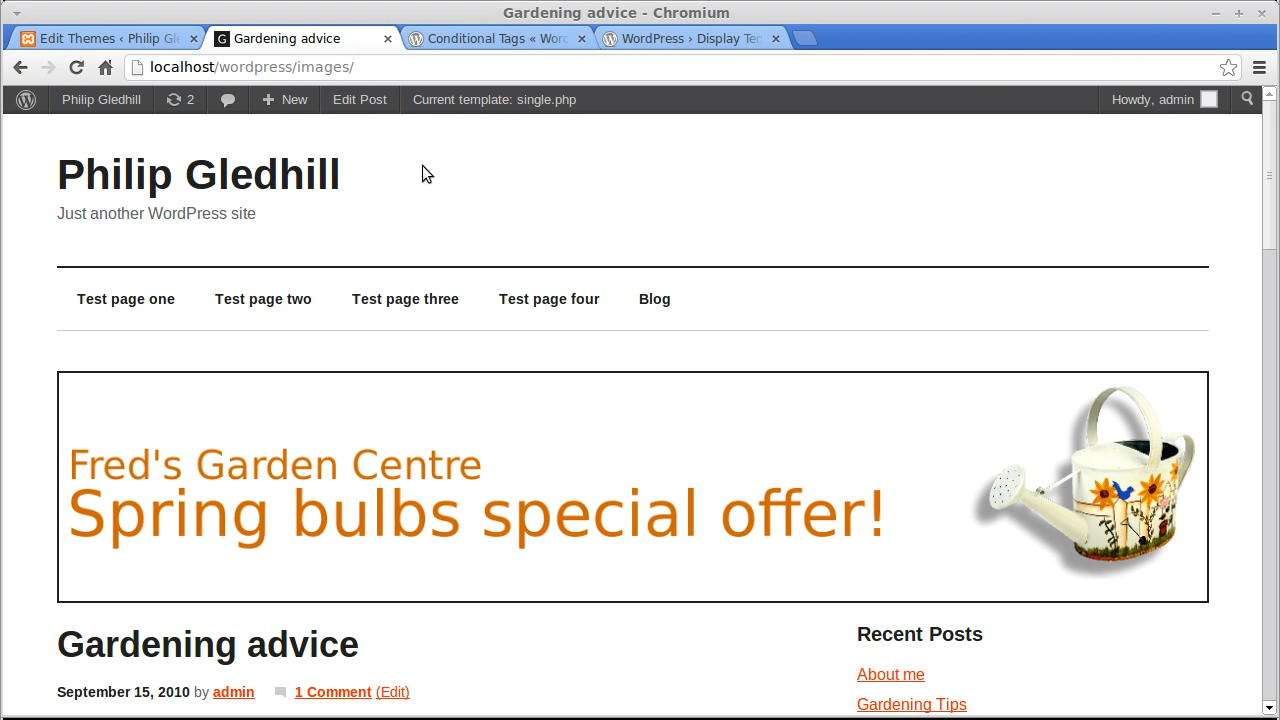 Gardening advice - Chromium
Edit Themes ‹ Philip Gle
Gardening advice
Conditional Tags « Word
WordPress › Display Tem
localhost/wordpress/images/
Philip Gledhill
2
New
Edit Post
Current template: single.php
Howdy, admin
Philip Gledhill
Just another WordPress site
Test page one
Test page two
Test page three
Test page four
Blog
Fred's Garden Centre
Spring bulbs special offer!
Gardening advice
September 15, 2010 by admin
1 Comment (Edit)
Recent Posts
About me
Gardening Tips